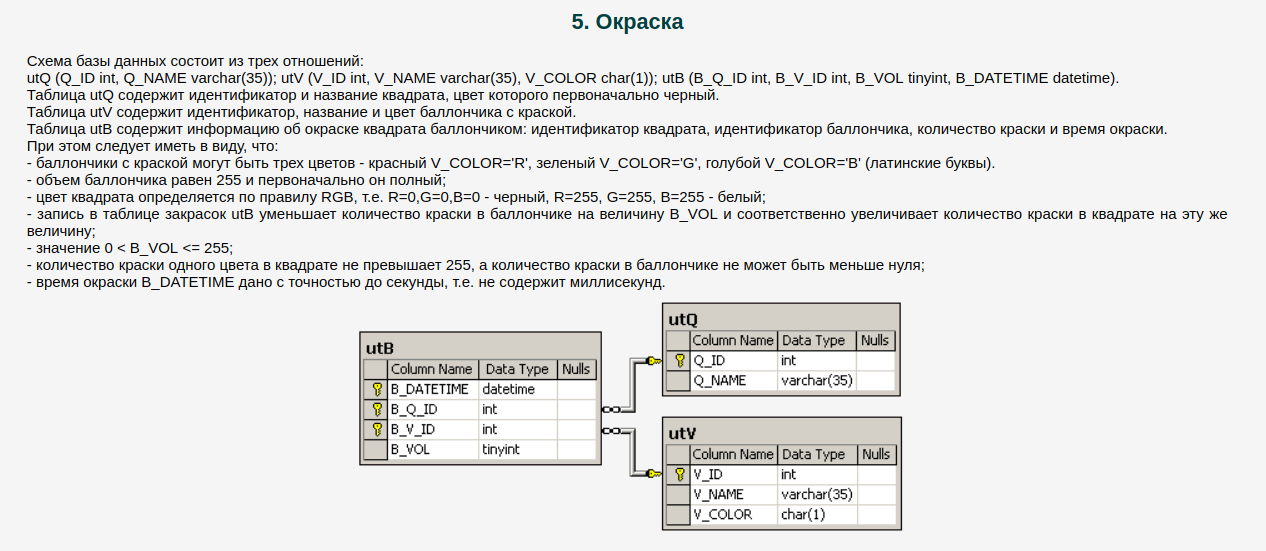 5. Окраска
Схема базы данных состоит из трех отношений:
utQ (Q_ID int, Q_NAME varchar(35)); utV (V_ID int, V_NAME varchar(35), V_COLOR char(1)); utB (B_Q_ID int, B_V_ID int, B_VOL tinyint, B_DATETIME datetime).
Таблица utQ содержит идентификатор и название квадрата, цвет которого первоначально черный.
Таблица utV содержит идентификатор, название и цвет баллончика с краской.
Таблица utB содержит информацию об окраске квадрата баллончиком: идентификатор квадрата, идентификатор баллончика, количество краски и время окраски.
При этом следует иметь в виду, что:
- баллончики с краской могут быть трех цветов - красный V_COLOR='R', зеленый V_COLOR='G', голубой V_COLOR='B' (латинские буквы).
- объем баллончика равен 255 и первоначально он полный;
- цвет квадрата определяется по правилу RGB, т.е. R=0,G=0,B=0 - черный, R=255, G=255, B=255 - белый;
- запись в таблице закрасок utB уменьшает количество краски в баллончике на величину B_VOL и соответственно увеличивает количество краски в квадрате на эту же
величину;
- значение 0 < B_VOL <= 255;
- количество краски одного цвета в квадрате не превышает 255, а количество краски в баллончике не может быть меньше нуля;
- время окраски B_DATETIME дано с точностью до секунды, т.е. не содержит миллисекунд.
utB
Column Name Data Type Nulls
B_DATETIME datetime
B_Q_ID int
B_V_ID int
B_VOL tinyint
utQ
Column Name Data Type Nulls
Q_ID int
Q_NAME varchar(35)
utV
Column Name Data Type Nulls
V_ID int
V_NAME varchar(35)
V_COLOR char(1)